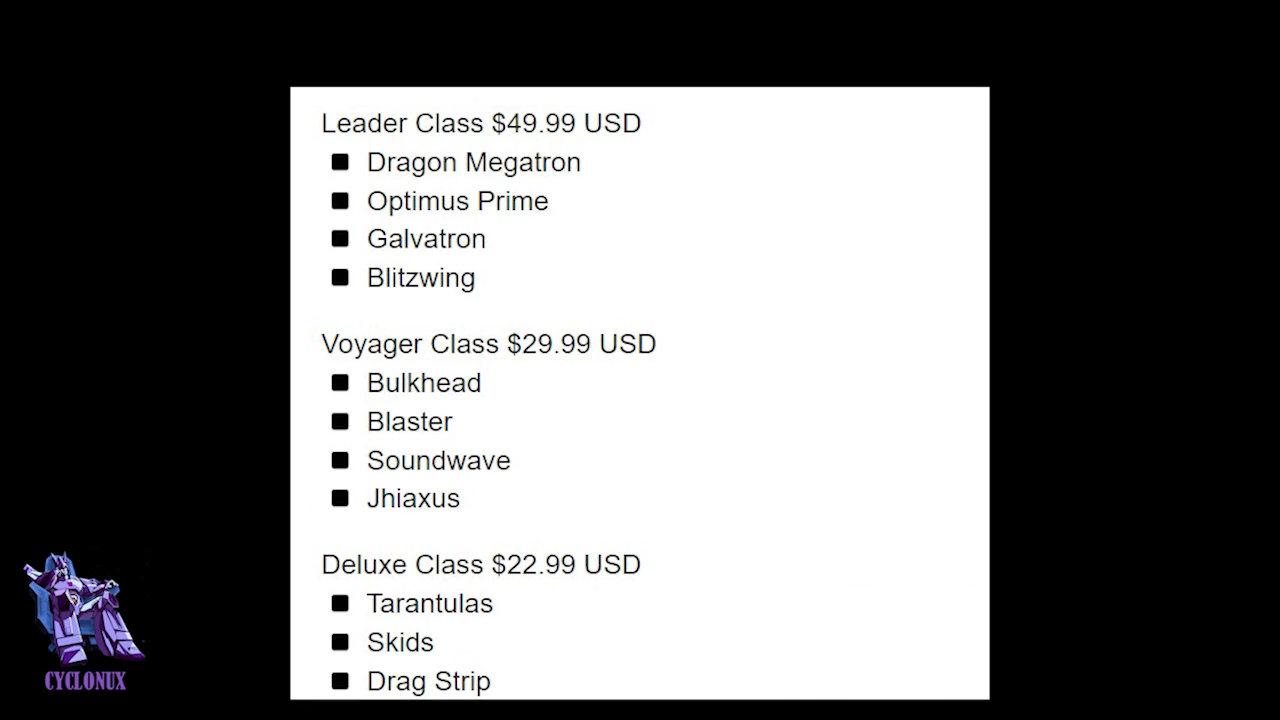 Leader Class $49.99 USD
Dragon Megatron
Optimus Prime
Galvatron
Blitzwing
Voyager Class $29.99 USD
Bulkhead
Blaster
Soundwave
Jhiaxus
Deluxe Class $22.99 USD
Tarantulas
Skids
Drag Strip
CYCLONUX